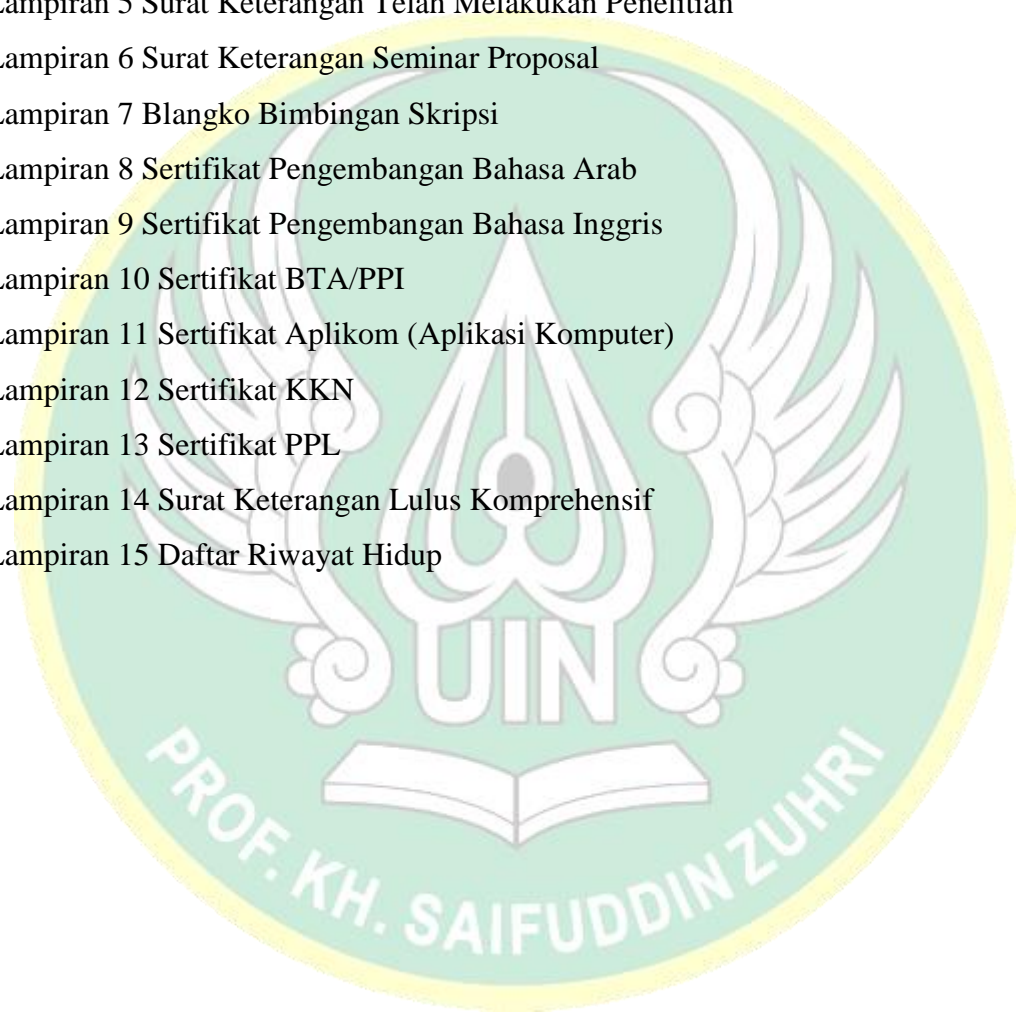 Lampiran 5 Surat Keterangan Telah Melakukan Penelitian
Lampiran 6 Surat Keterangan Seminar Proposal
Lampiran 7 Blangko Bimbingan Skripsi
Lampiran 8 Sertifikat Pengembangan Bahasa Arab
Lampiran 9 Sertifikat Pengembangan Bahasa Inggris
Lampiran 10 Sertifikat BTA/PPI
Lampiran 11 Sertifikat Aplikom (Aplikasi Komputer)
Lampiran 12 Sertifikat KKN
Lampiran 13 Sertifikat PPL
Lampiran 14 Surat Keterangan Lulus Komprehensif
Lampiran 15 Daftar Riwayat Hidup
UIN
PROF. KH. SAIFUDDIN ZUHRI